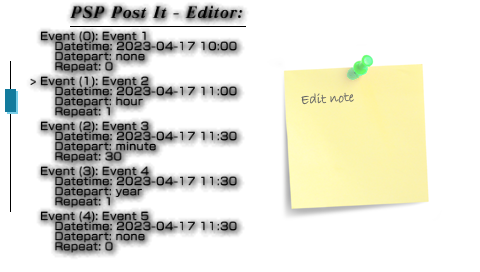 PSP Post It - Editor:
Event (0): Event 1
Datetime: 2023-04-17 10:00
Datepart: none
Repeat: 0
> Event (1): Event 2
Datetime: 2023-04-17 11:00
Datepart: hour
Repeat: 1
Event (2): Event 3
Datetime: 2023-04-17 11:30
Datepart: minute
Repeat: 30
Event (3): Event 4
Datetime: 2023-04-17 11:30
Datepart: year
Repeat: 1
Event (4): Event 5
Datetime: 2023-04-17 11:30
Datepart: none
Repeat: 0
Edit note